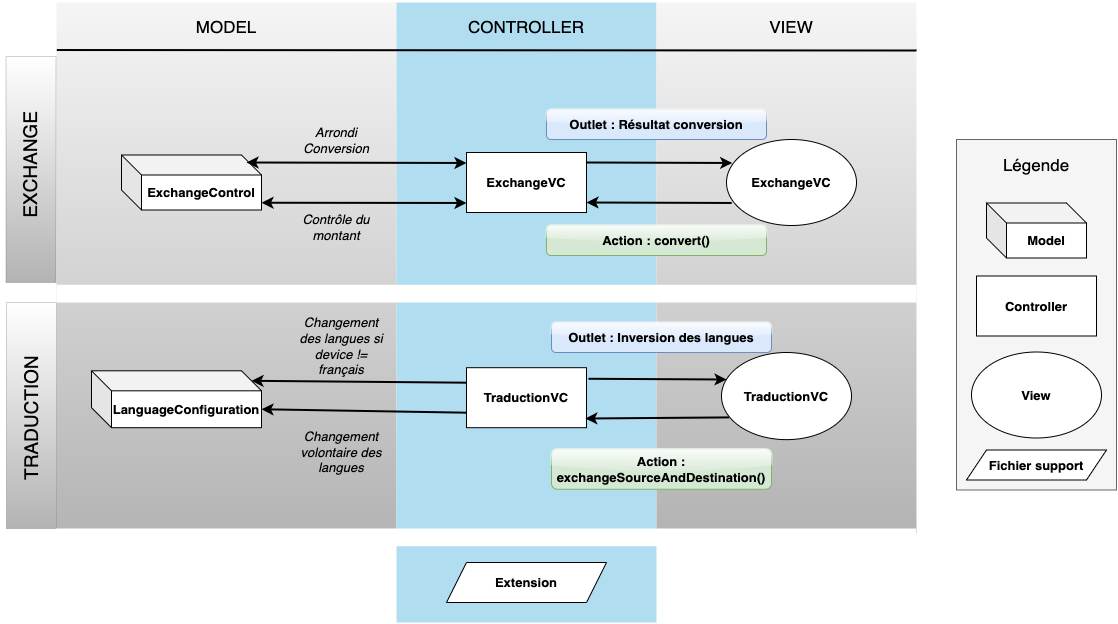 MODEL
CONTROLLER
VIEW
EXCHANGE
Arrondi
Conversion
Outlet : Résultat conversion
ExchangeControl
ExchangeVC
ExchangeVC
Contrôle du
montant
Action : convert()
TRADUCTION
Changement
des langues si
device !=
français
Outlet : Inversion des langues
LanguageConfiguration
TraductionVC
TraductionVC
Changement
volontaire des
langues
Action :
exchangeSourceAndDestination()
Extension
Légende
Model
Controller
View
Fichier support